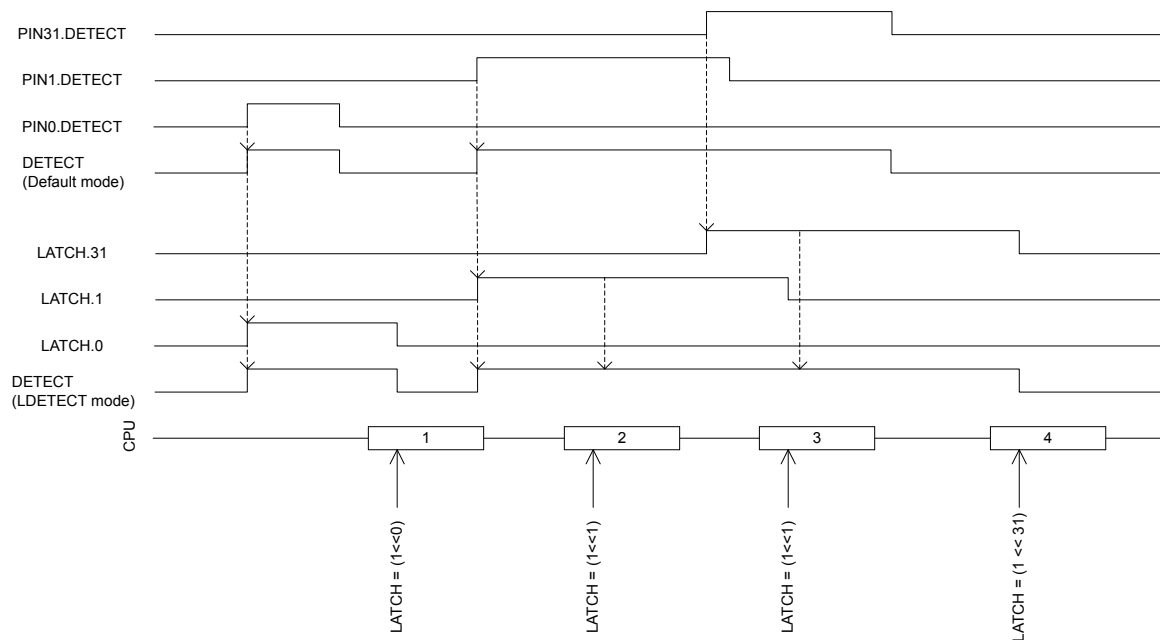 PIN31.DETECT
PIN1.DETECT
PIN0.DETECT
DETECT
(Default mode)
LATCH.31
LATCH.1
LATCH.0
DETECT
(LDETECT mode)
CPU
1
2
3
4
LATCH = (1<<0)
LATCH = (1<<1)
LATCH = (1<<1)
LATCH = (1 << 31)